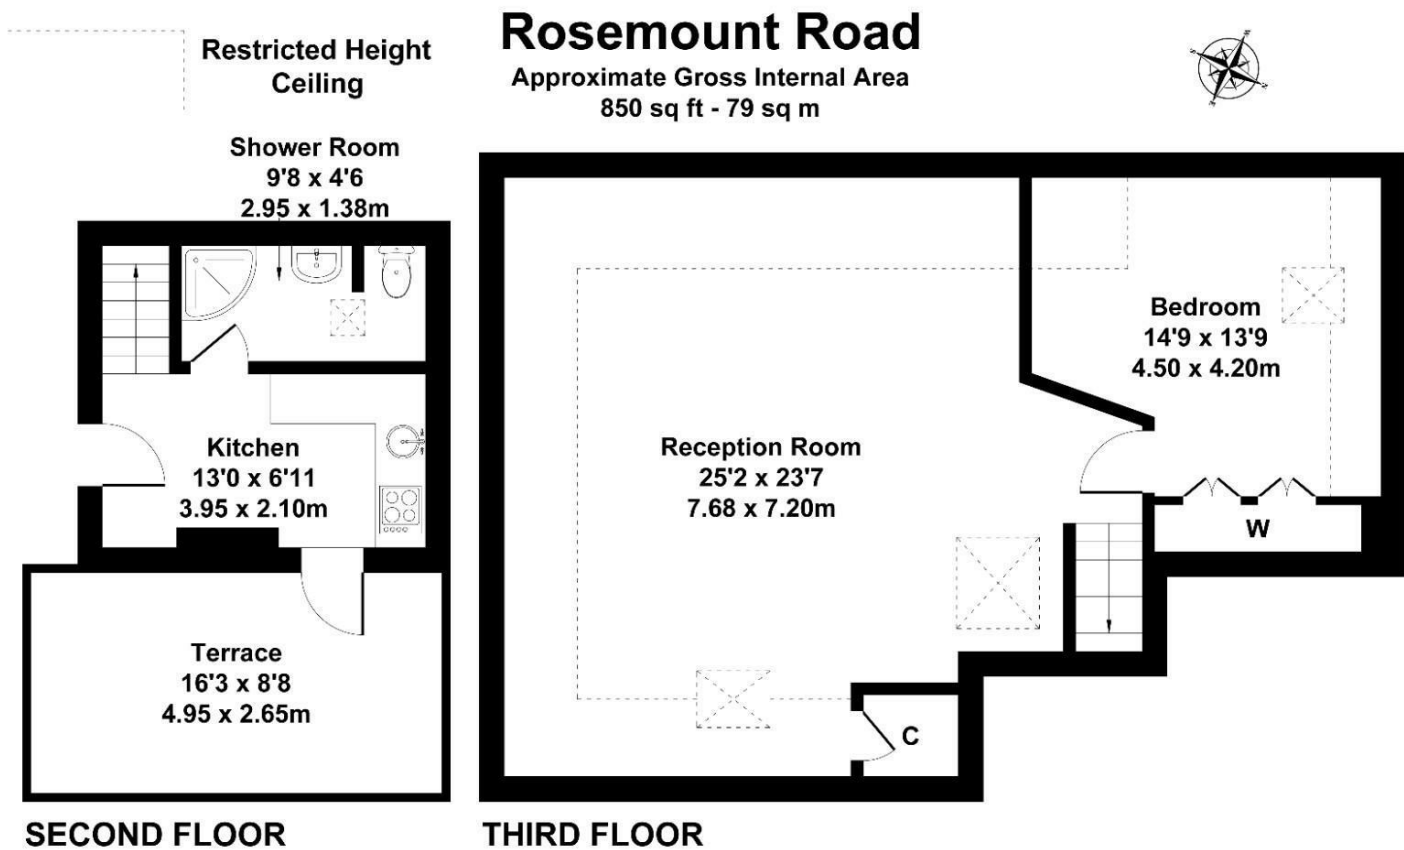 Rosemount Road
Approximate Gross Internal Area
850 sq ft - 79 sq m
Restricted Height
Ceiling
Shower Room
9'8 x 4'6
2.95 x 1.38m
Kitchen
13'0 x 6'11
3.95 x 2.10m
Terrace
16'3 x 8'8
4.95 x 2.65m
SECOND FLOOR
Reception Room
25'2 x 23'7
7.68 x 7.20m
Bedroom
14'9 x 13'9
4.50 x 4.20m
W
C
THIRD FLOOR